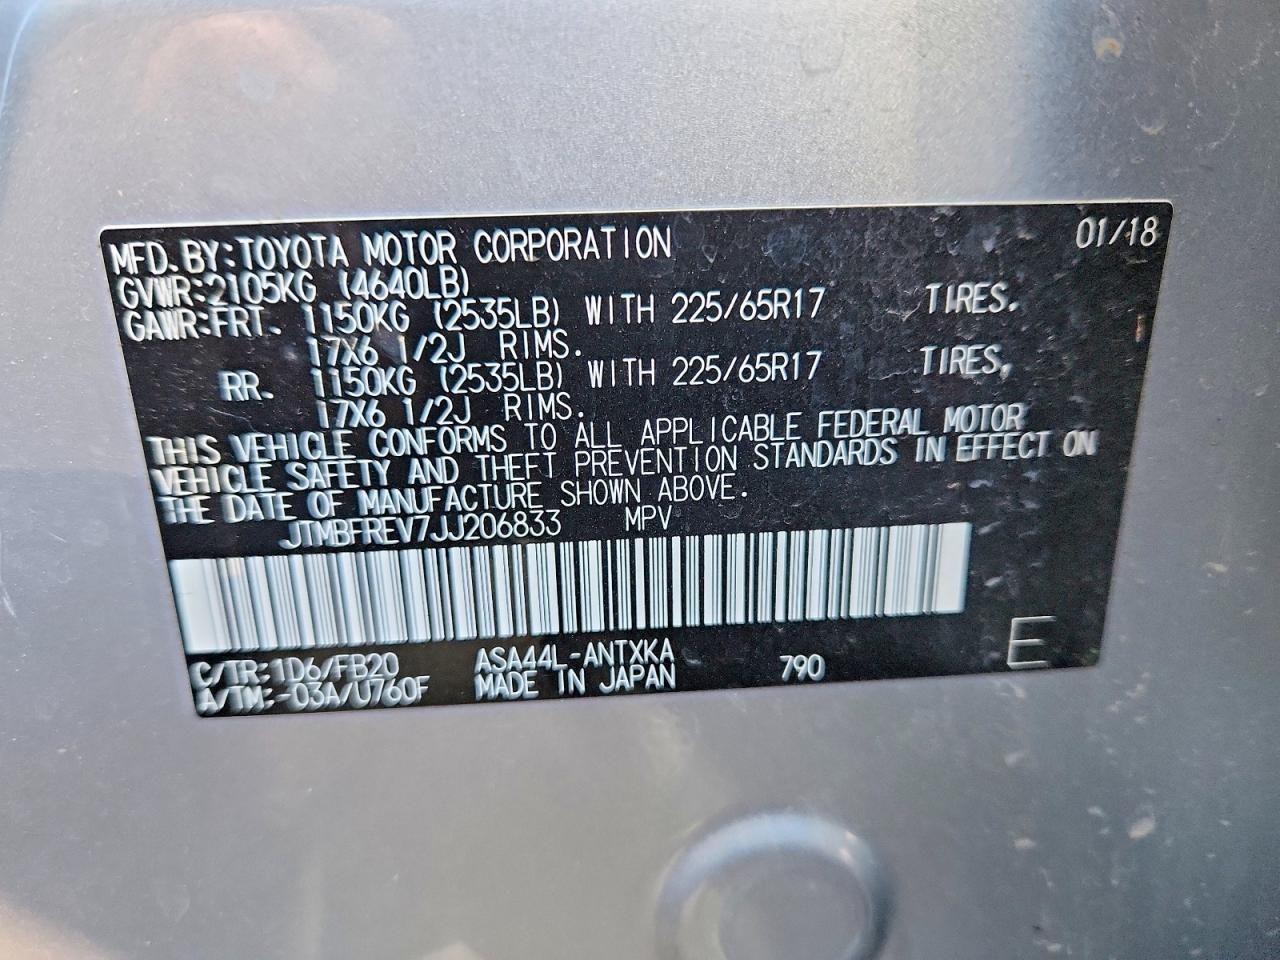 MFD.BY:TOYOTA MOTOR CORPORATION 01/18
GVWR:2105KG (4640LB)
GAWR:FRT. 1150KG (2535LB) WITH 225/65R17 TIRES.
17X6 1/2J RIMS.
RR. 1150KG (2535LB) WITH 225/65R17 TIRES,
17X6 1/2J RIMS.
THIS VEHICLE CONFORMS TO ALL APPLICABLE FEDERAL MOTOR
VEHICLE SAFETY AND THEFT PREVENTION STANDARDS IN EFFECT ON
THE DATE OF MANUFACTURE SHOWN ABOVE.
JTMBFREV7JJ206833 MPV
C/TR:1D6/FB20 ASA44L-ANTXKA 790 E
A/TM:-03A/U760F MADE IN JAPAN